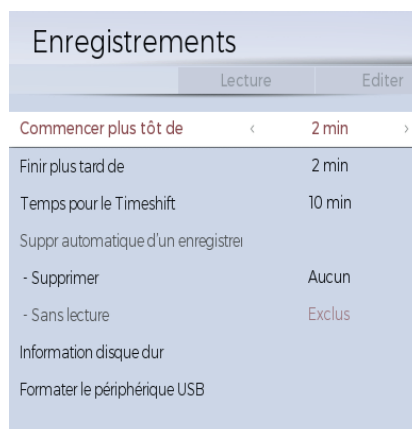 Enregistrements
Lecture Editer
Commencer plus tôt de < 2 min >
Finir plus tard de 2 min
Temps pour le Timeshift 10 min
Suppr automatique d'un enregistrei
- Supprimer Aucun
- Sans lecture Exclus
Information disque dur
Formater le périphérique USB